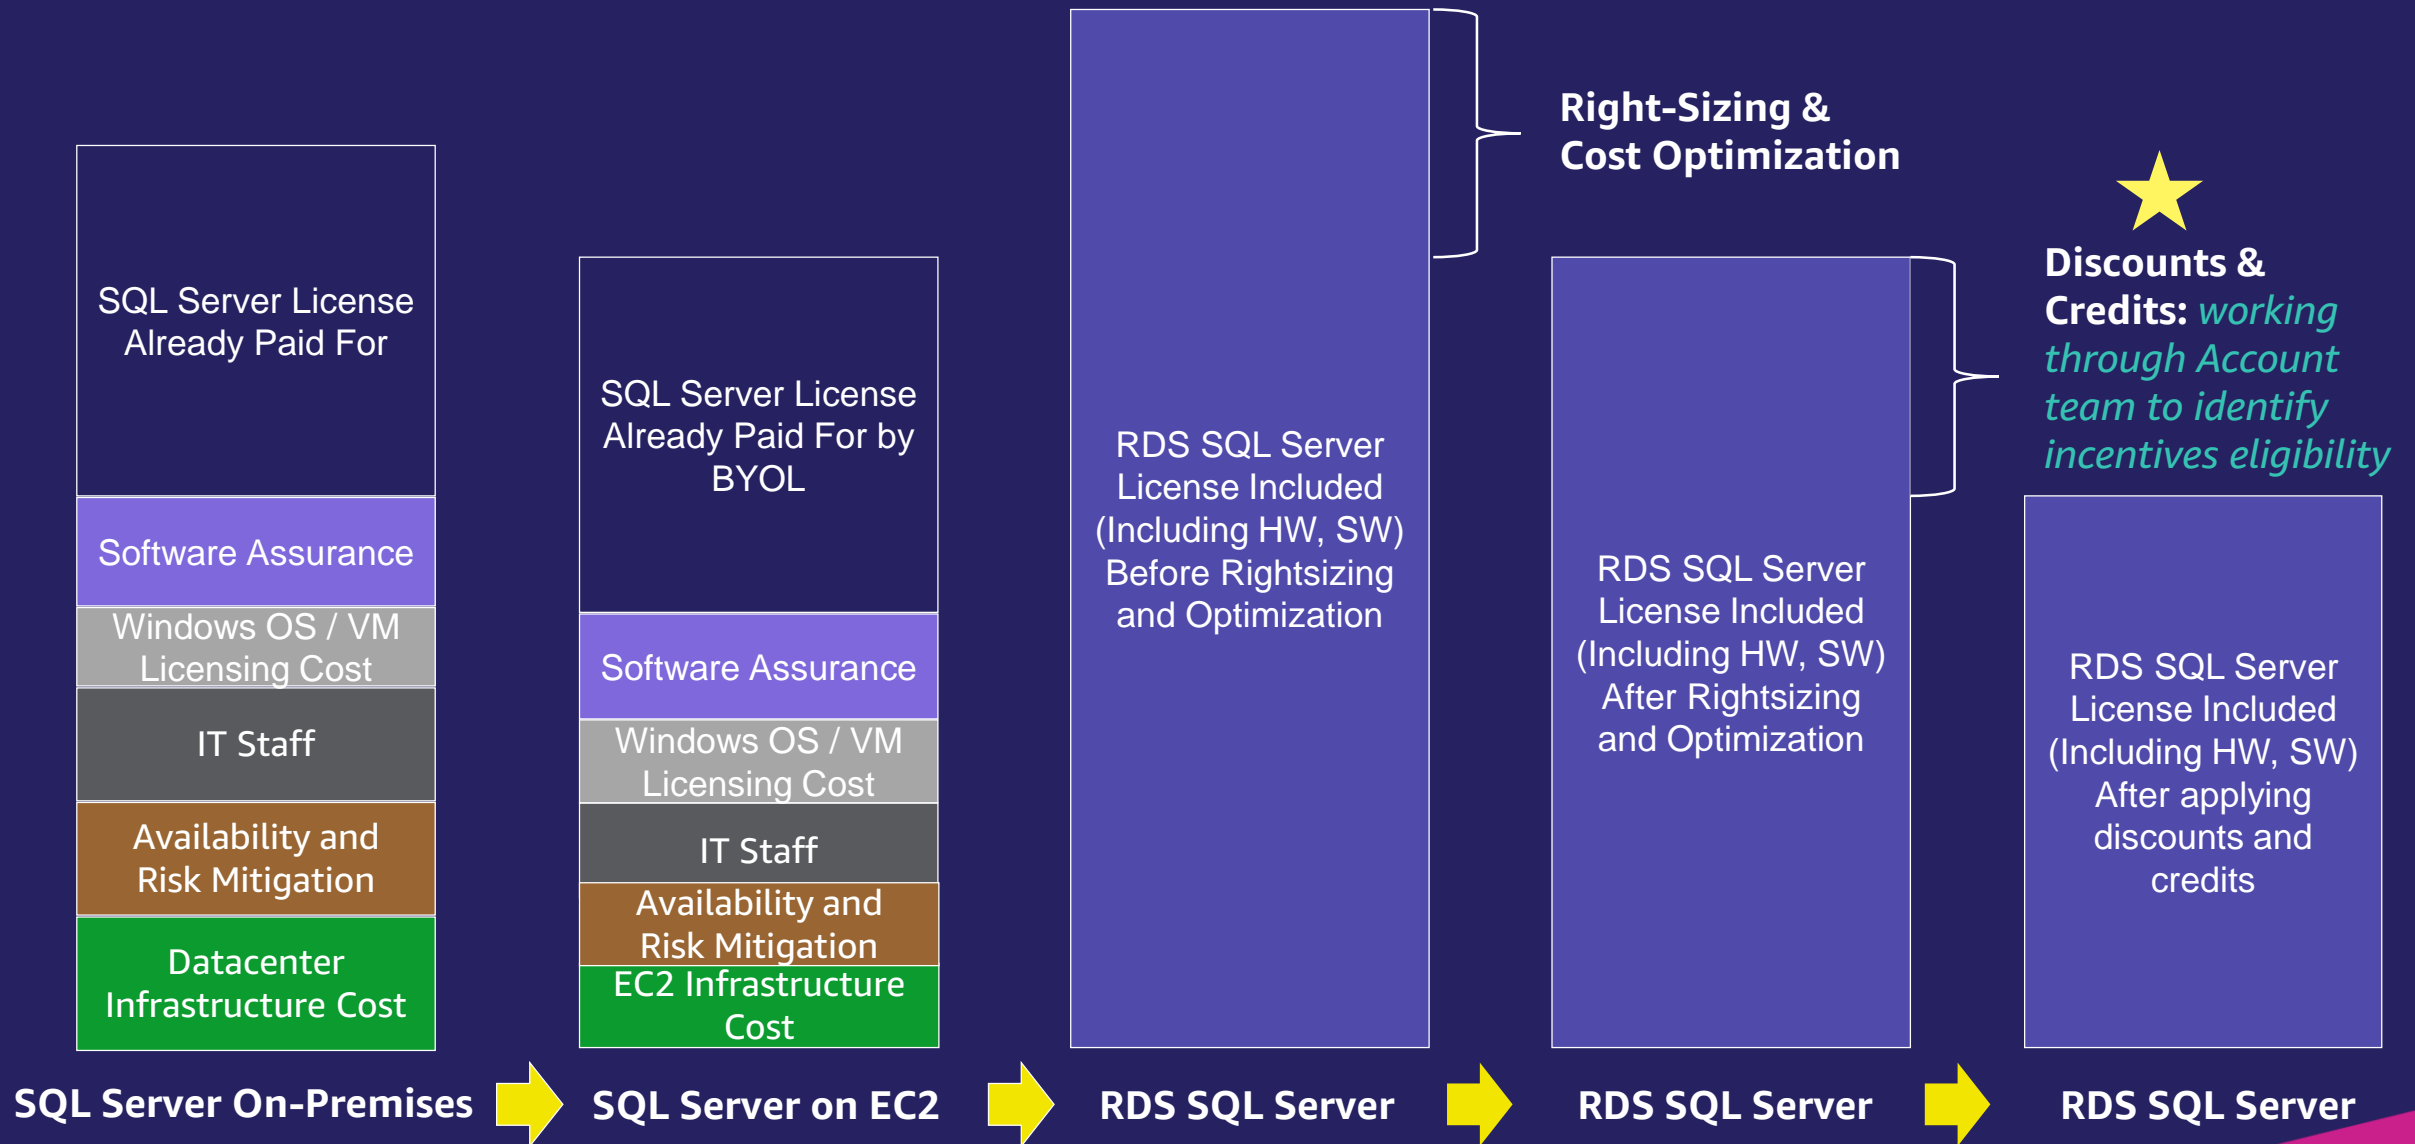 SQL Server License
Already Paid For
Software Assurance
Windows OS / VM
Licensing Cost
IT Staff
Availability and
Risk Mitigation
Datacenter
Infrastructure Cost
SQL Server On-Premises
SQL Server License
Already Paid For by
BYOL
Software Assurance
Windows OS / VM
Licensing Cost
IT Staff
Availability and
Risk Mitigation
EC2 Infrastructure
Cost
SQL Server on EC2
RDS SQL Server
License Included
(Including HW, SW)
Before Rightsizing
and Optimization
RDS SQL Server
Right-Sizing &
Cost Optimization
RDS SQL Server
License Included
(Including HW, SW)
After Rightsizing
and Optimization
RDS SQL Server
Discounts &
Credits: working
through Account
team to identify
incentives eligibility
RDS SQL Server
License Included
(Including HW, SW)
After applying
discounts and
credits
RDS SQL Server